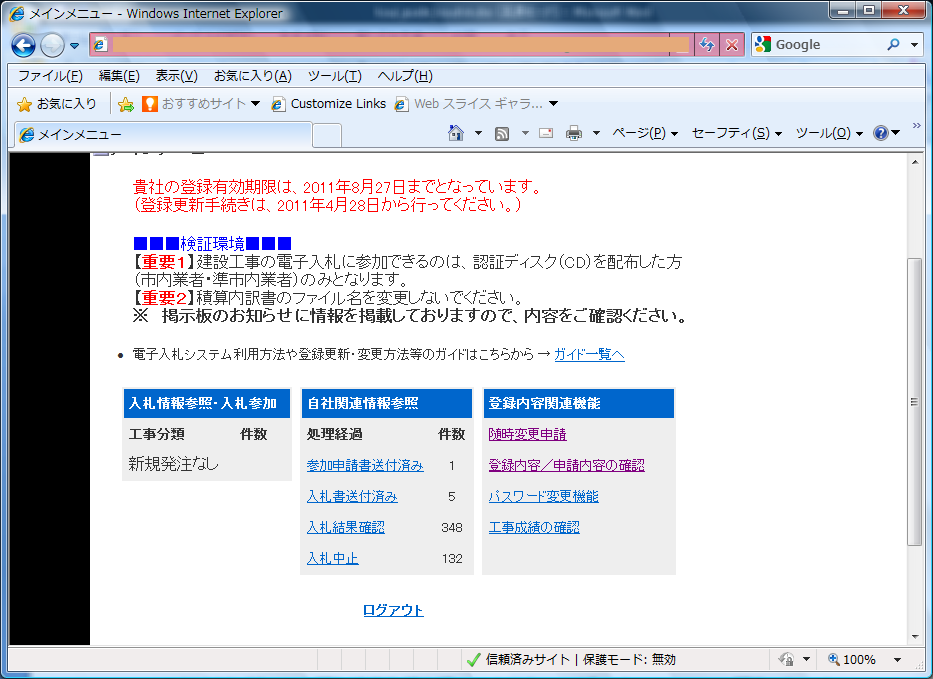 メインメニュー - Windows Internet Explorer
Google
ファイル(F) 編集(E) 表示(V) お気に入り(A) ツール(T) ヘルプ(H)
お気に入り おすすめサイト Customize Links Web スライス ギャラ...
メインメニュー ページ(P) セーフティ(S) ツール(O)
貴社の登録有効期限は、2011年8月27日までとなっています。
（登録更新手続きは、2011年4月28日から行ってください。）
■■■検証環境■■■
【重要１】建設工事の電子入札に参加できるのは、認証ディスク（CD）を配布した方
（市内業者・準市内業者）のみとなります。
【重要２】積算内訳書のファイル名を変更しないでください。
※　掲示板のお知らせに情報を掲載しておりますので、内容をご確認ください。
• 電子入札システム利用方法や登録更新・変更方法等のガイドはこちらから → ガイド一覧へ
入札情報参照・入札参加
工事分類 件数
新規発注なし
自社関連情報参照
処理経過 件数
参加申請書送付済み 1
入札書送付済み 5
入札結果確認 348
入札中止 132
登録内容関連機能
随時変更申請
登録内容／申請内容の確認
パスワード変更機能
工事成績の確認
ログアウト
信頼済みサイト | 保護モード: 無効
100%